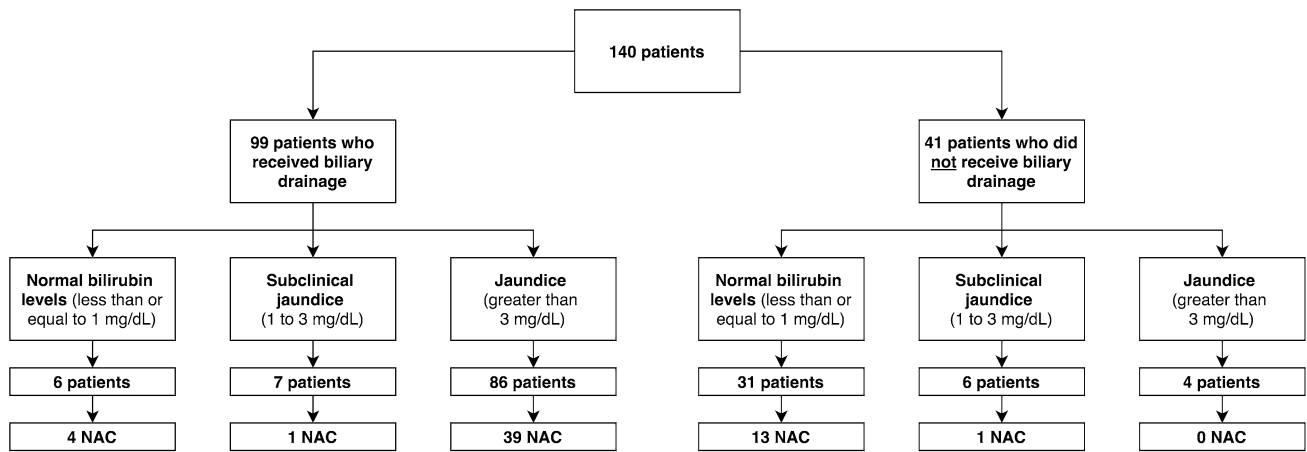 140 patients
99 patients who
received biliary
drainage
41 patients who did
not receive biliary
drainage
Normal bilirubin
levels (less than or
equal to 1 mg/dL)
Subclinical
jaundice
(1 to 3 mg/dL)
Jaundice
(greater than
3 mg/dL)
Normal bilirubin
levels (less than or
equal to 1 mg/dL)
Subclinical
jaundice
(1 to 3 mg/dL)
Jaundice
(greater than
3 mg/dL)
6 patients
7 patients
86 patients
31 patients
6 patients
4 patients
4 NAC
1 NAC
39 NAC
13 NAC
1 NAC
0 NAC